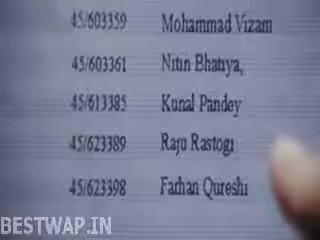 45/603359 Mohammad Vizam
45/603361 Nitin Bhatiya,
45/613385 Kunal Pandey
45/623389 Raju Rastogi
45/623398 Farhan Qureshi
BESTWAP.IN